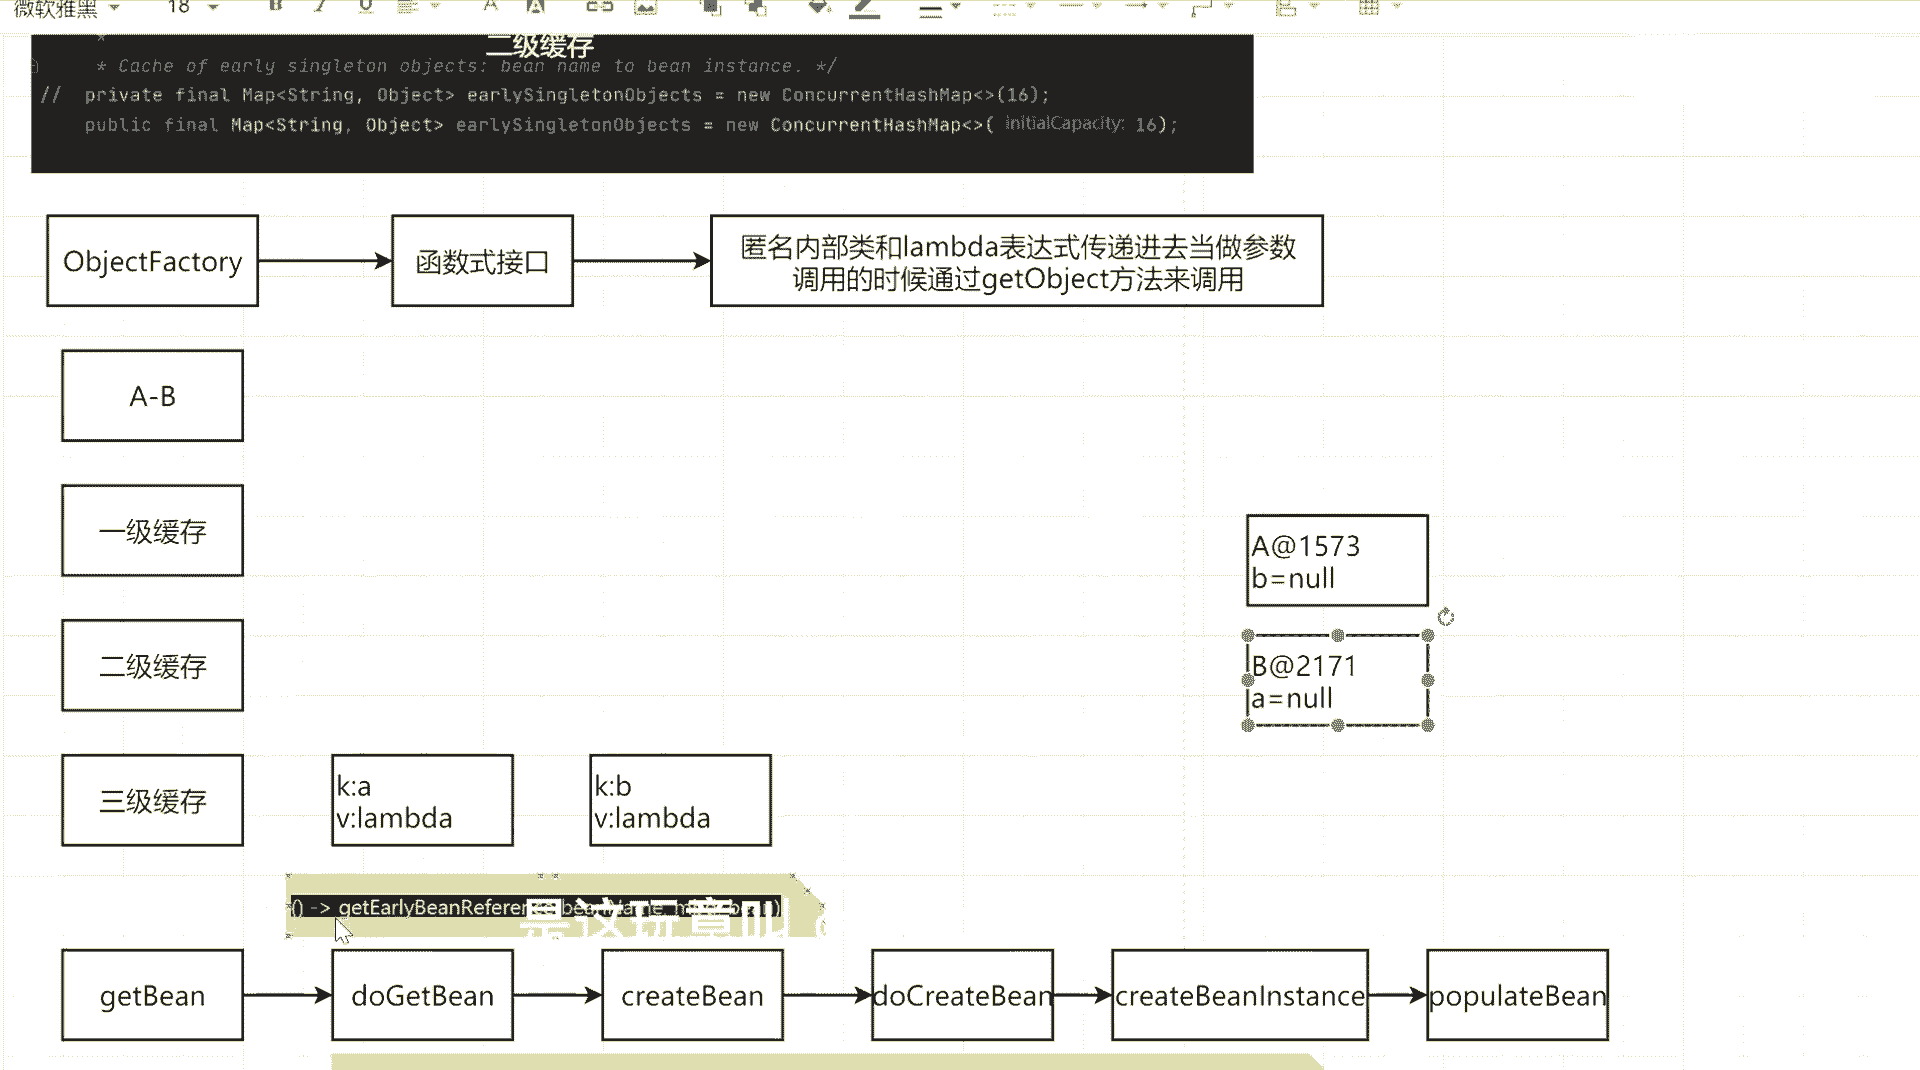 微软雅黑 18
二级缓存
*
* Cache of early singleton objects: bean name to bean instance. */
// private final Map<String, Object> earlySingletonObjects = new ConcurrentHashMap<>(16);
public final Map<String, Object> earlySingletonObjects = new ConcurrentHashMap<>( initialCapacity: 16);
ObjectFactory
函数式接口
匿名内部类和lambda表达式传递进去当做参数
调用的时候通过getObject方法来调用
A-B
一级缓存
A@1573
b=null
二级缓存
B@2171
a=null
三级缓存
k:a
v:lambda
k:b
v:lambda
() -> getEarlyBeanReferen
是这玩意叫
getBean
doGetBean
createBean
doCreateBean
createBeanInstance
populateBean